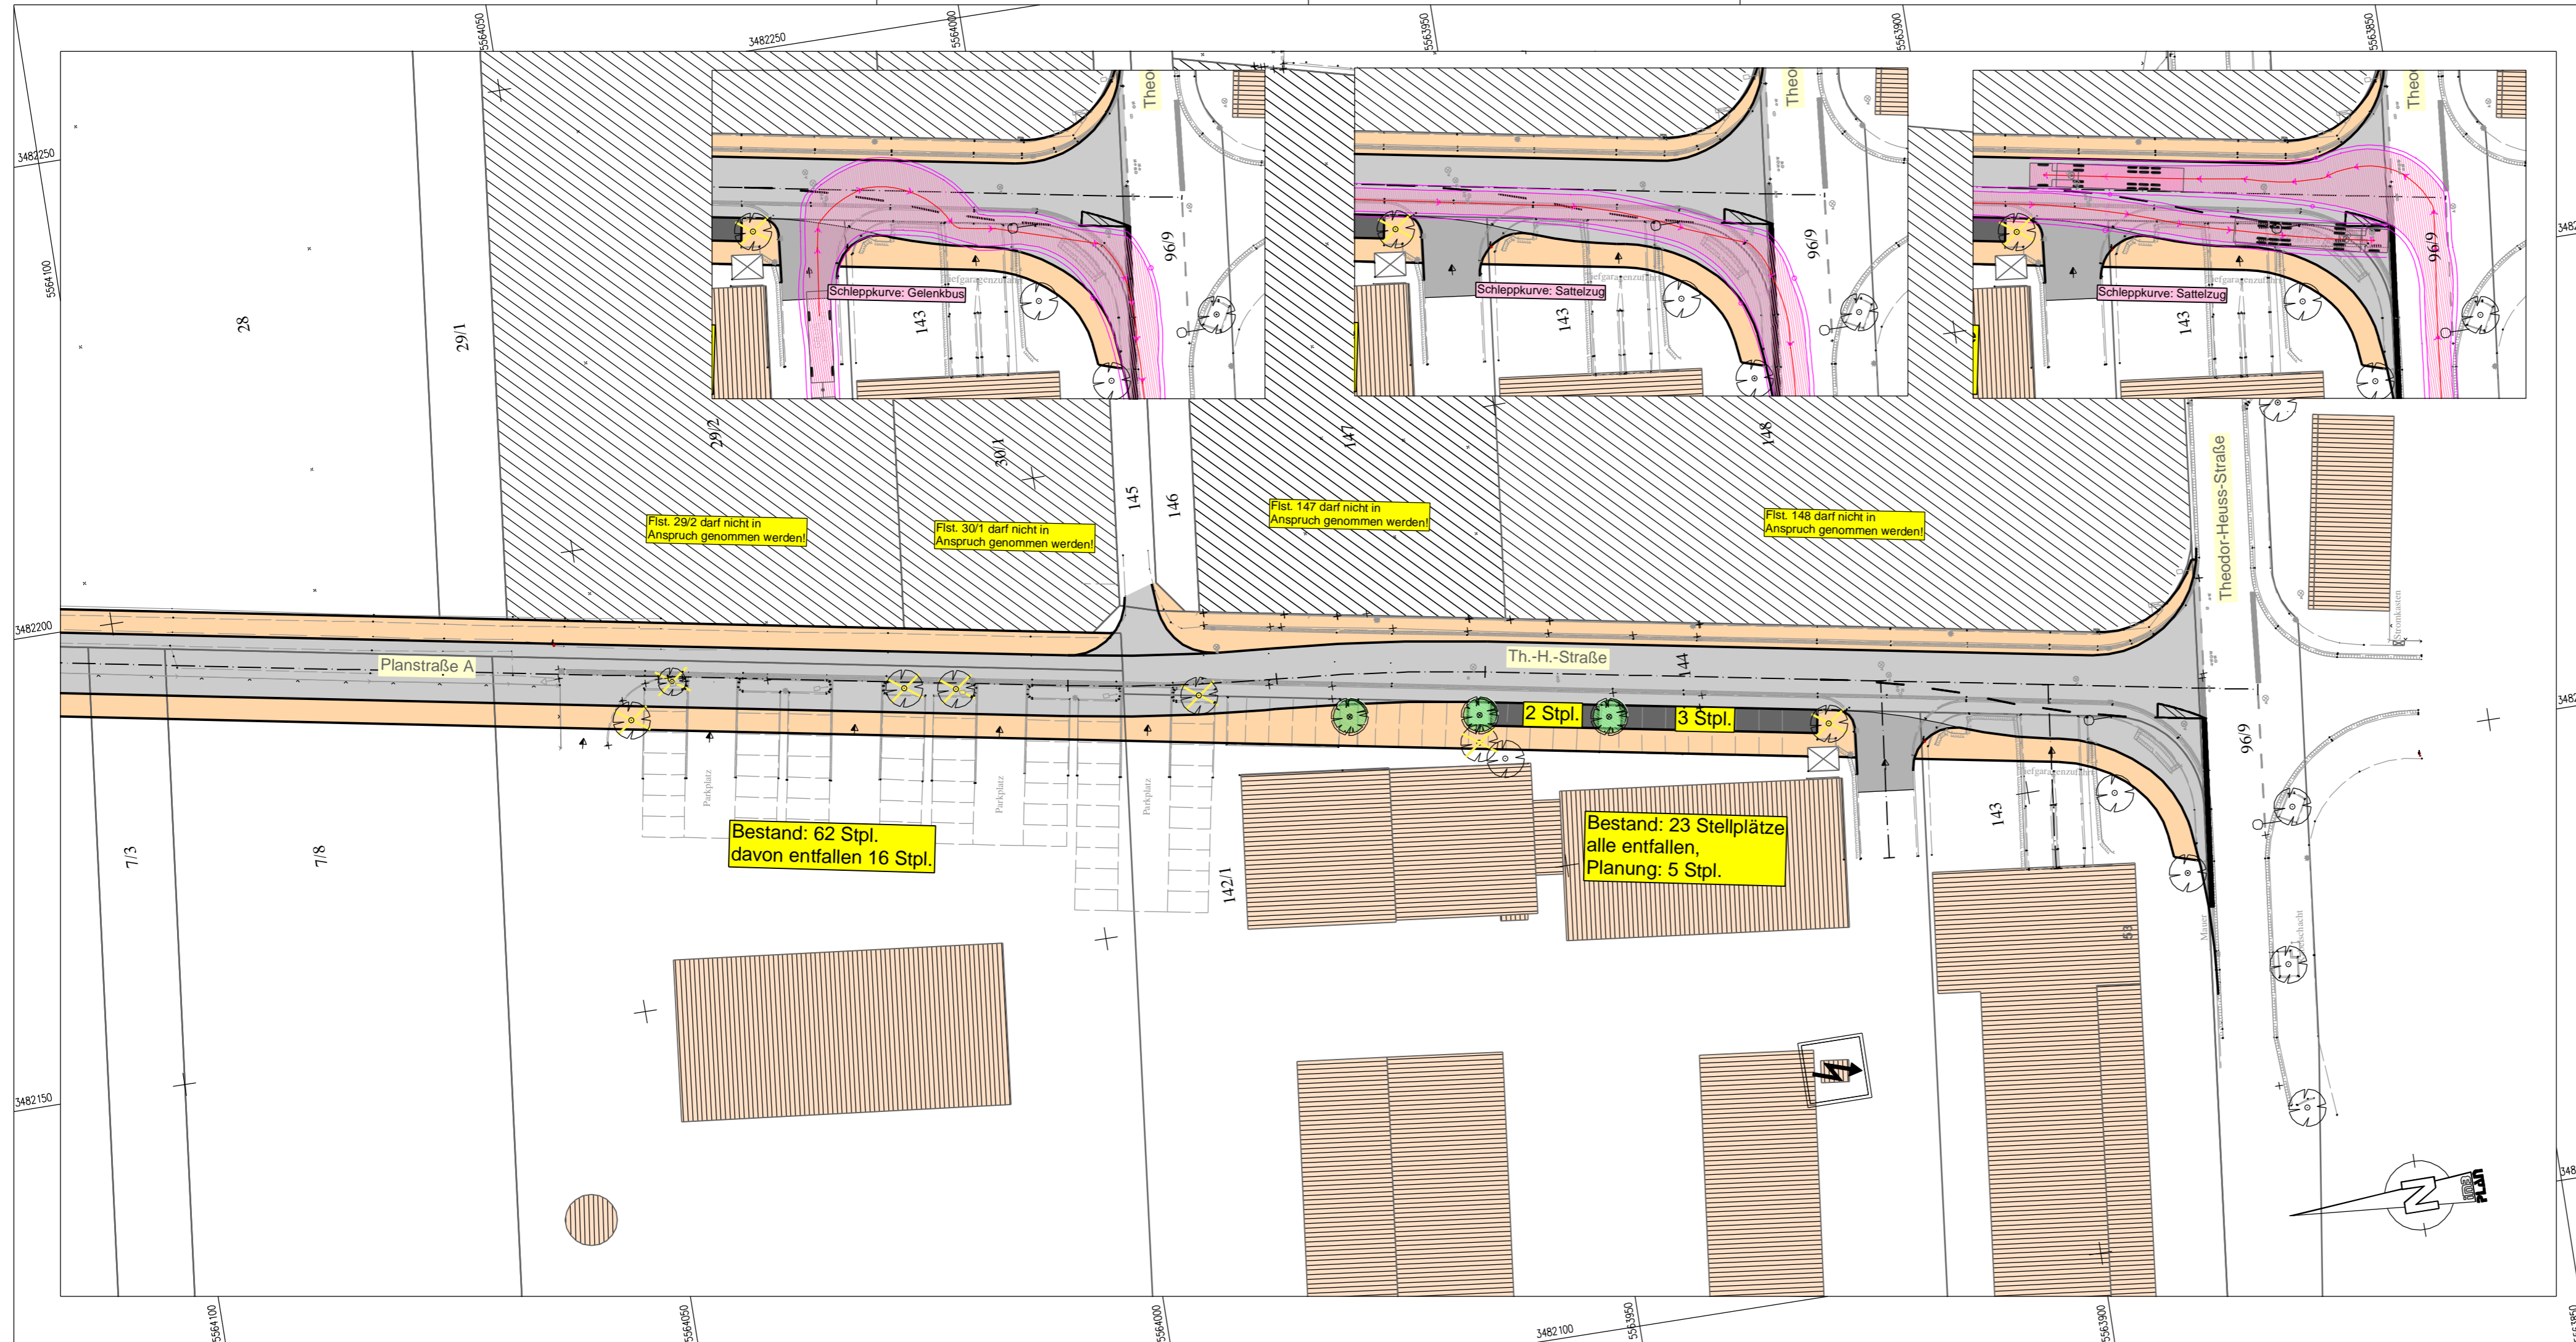 5564050
3482250
5564000
5563950
5563900
5563850
3482250
5564100
3482200
3482150
28
29/1
Theo
96/9
Schleppkurve: Gelenkbus
143
Theo
96/9
Schleppkurve: Sattelzug
143
Theo
96/9
Schleppkurve: Sattelzug
143
29/2
30/1
145
146
147
148
Flst. 29/2 darf nicht in
Anspruch genommen werden!
Flst. 30/1 darf nicht in
Anspruch genommen werden!
Flst. 147 darf nicht in
Anspruch genommen werden!
Flst. 148 darf nicht in
Anspruch genommen werden!
Theodor-Heuss-Straße
Stromkasten
Planstraße A
Th.-H.-Straße
144
2 Stpl.
3 Stpl.
96/9
Parkplatz
Parkplatz
Parkplatz
7/3
7/8
Bestand: 62 Stpl.
davon entfallen 16 Stpl.
142/1
Bestand: 23 Stellplätze
alle entfallen,
Planung: 5 Stpl.
143
53
Mauer
N
PLAN
5564100
5564050
5564000
3482100
5563950
5563900